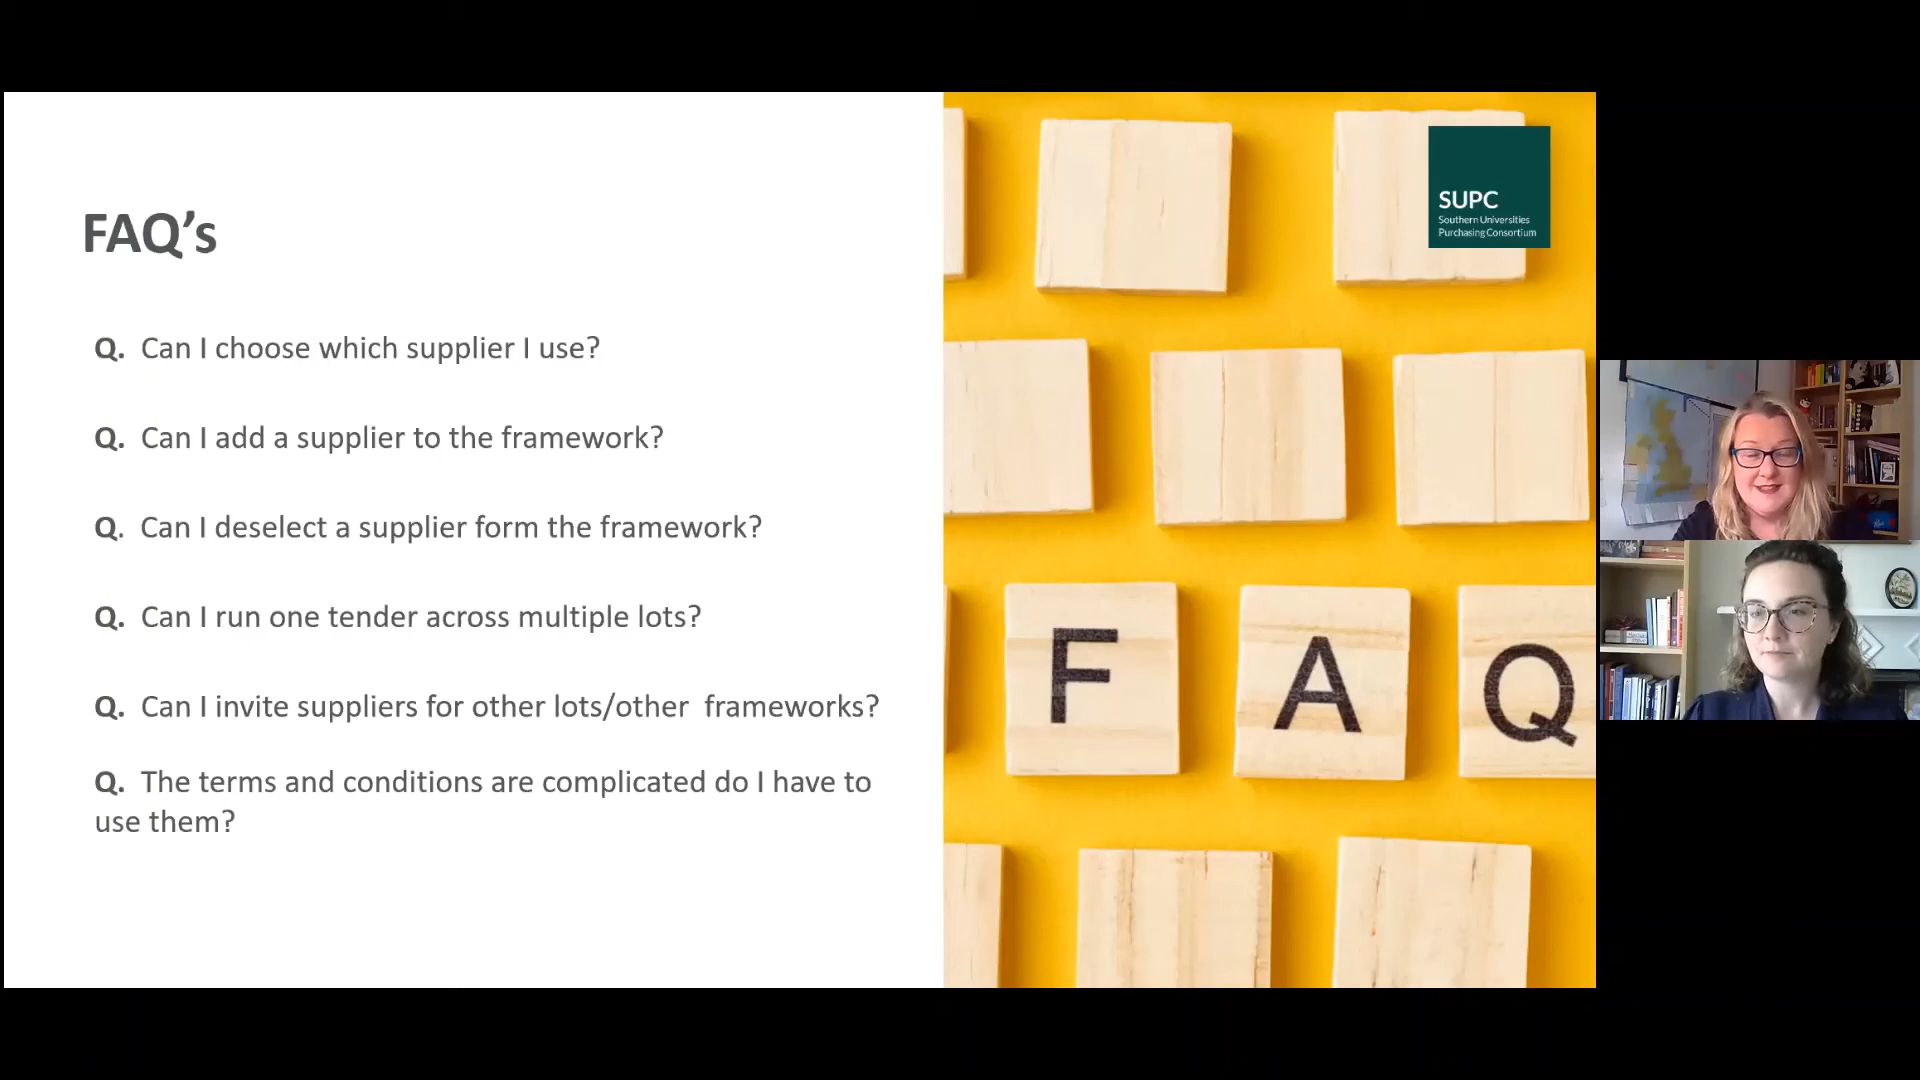 FAQ’s
Q. Can I choose which supplier I use?
Q. Can I add a supplier to the framework?
Q. Can I deselect a supplier form the framework?
Q. Can I run one tender across multiple lots?
Q. Can I invite suppliers for other lots/other  frameworks?
Q. The terms and conditions are complicated do I have to
use them?
SUPC
Southern Universities
Purchasing Consortium
F A Q